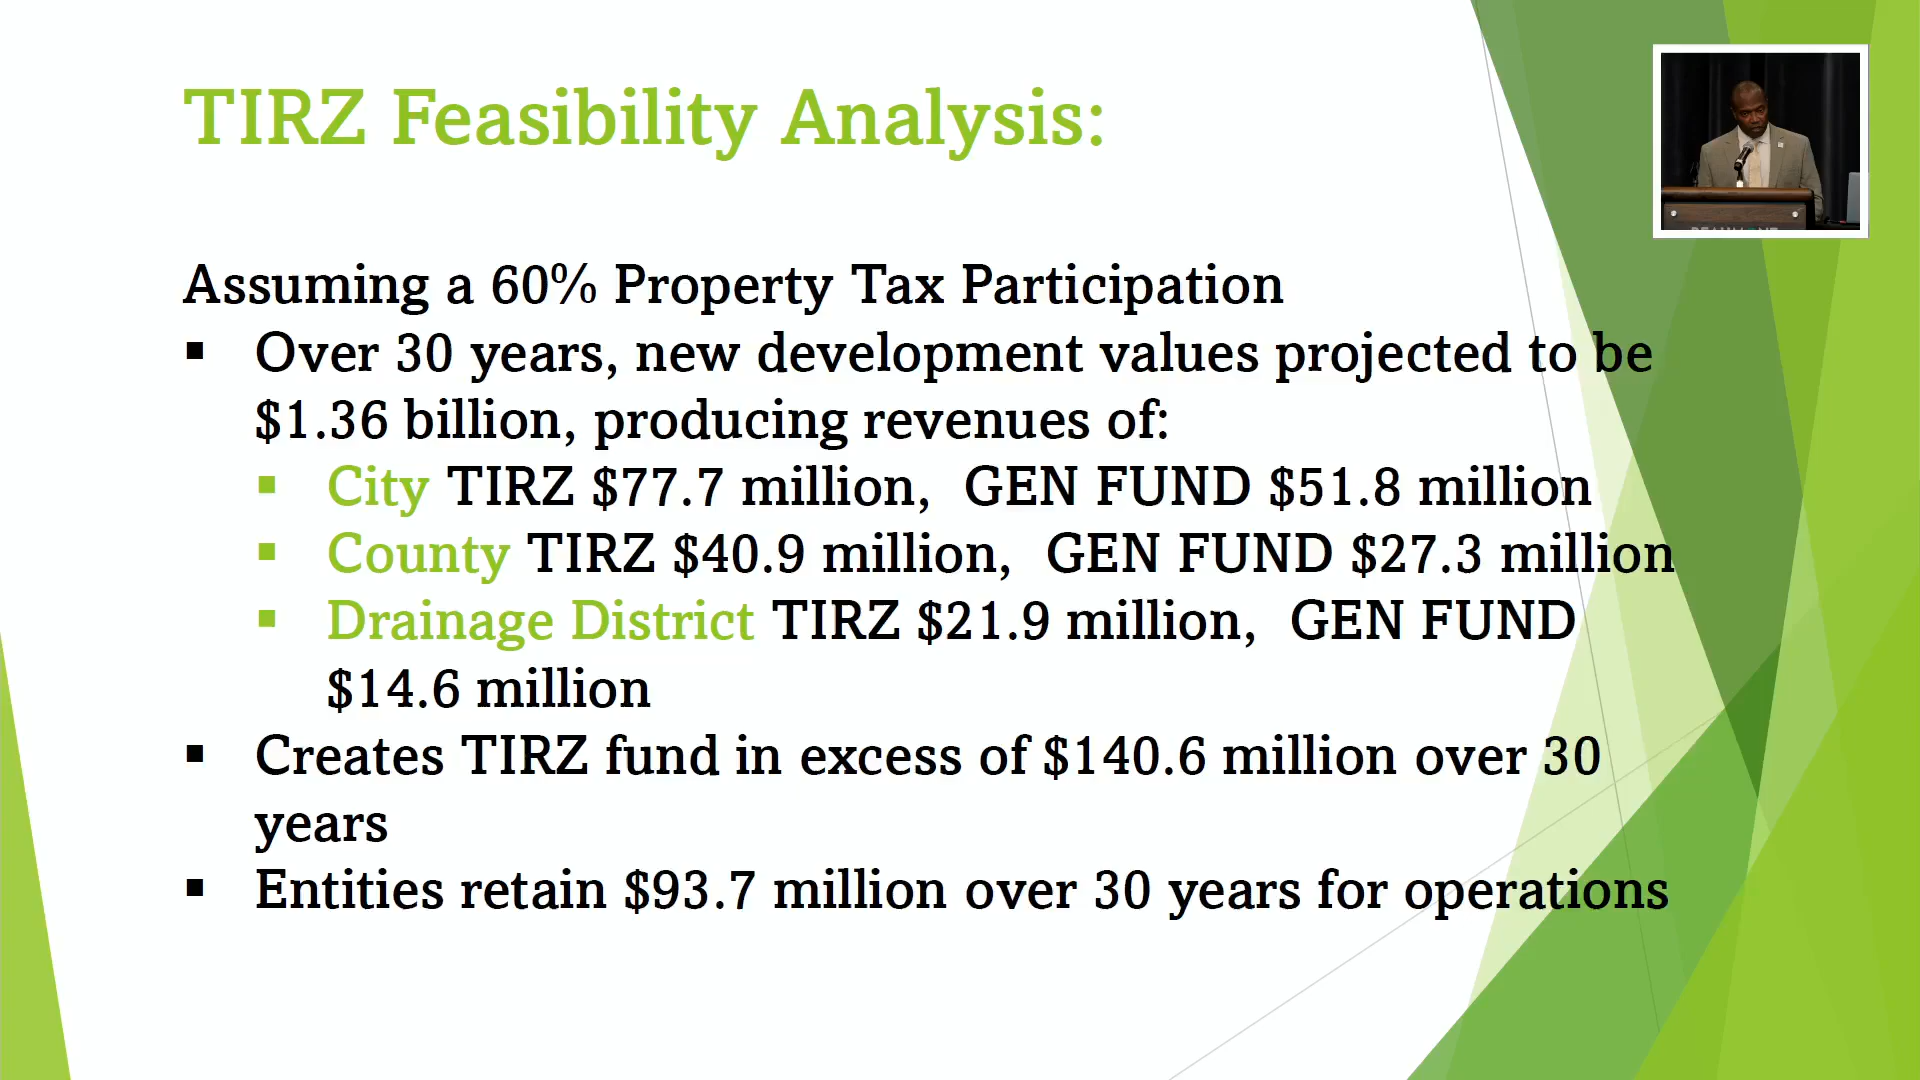 TIRZ Feasibility Analysis:
Assuming a 60% Property Tax Participation
▪ Over 30 years, new development values projected to be
$1.36 billion, producing revenues of:
▪ City TIRZ $77.7 million,  GEN FUND $51.8 million
▪ County TIRZ $40.9 million,  GEN FUND $27.3 million
▪ Drainage District TIRZ $21.9 million,  GEN FUND
$14.6 million
▪ Creates TIRZ fund in excess of $140.6 million over 30
years
▪ Entities retain $93.7 million over 30 years for operations